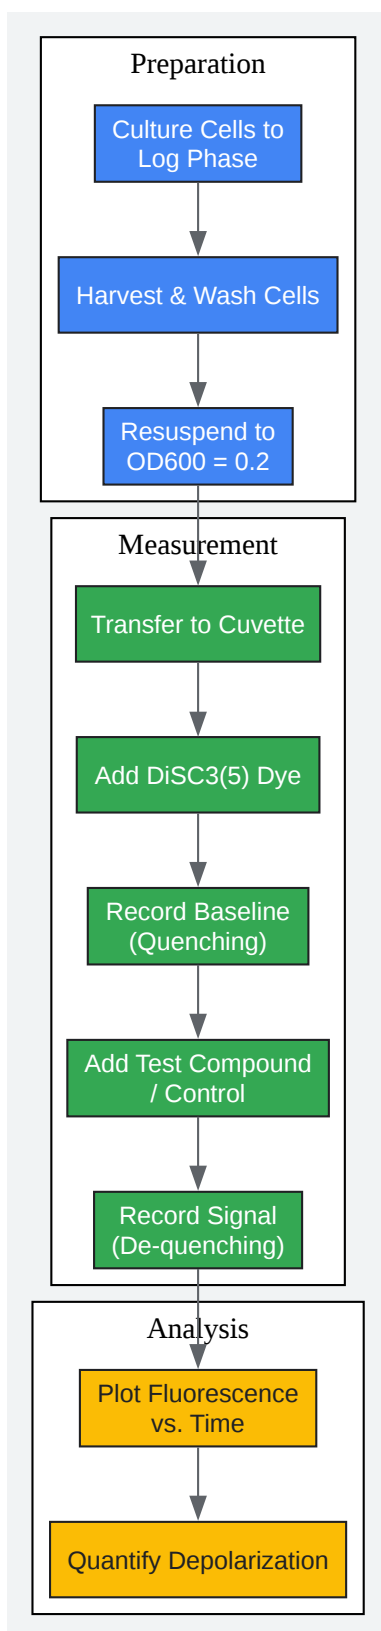 Preparation
Culture Cells to
Log Phase
Harvest & Wash Cells
Resuspend to
OD600 = 0.2
Measurement
Transfer to Cuvette
Add DiSC3(5) Dye
Record Baseline
(Quenching)
Add Test Compound
/ Control
Record Signal
(De-quenching)
Analysis
Plot Fluorescence
vs. Time
Quantify Depolarization